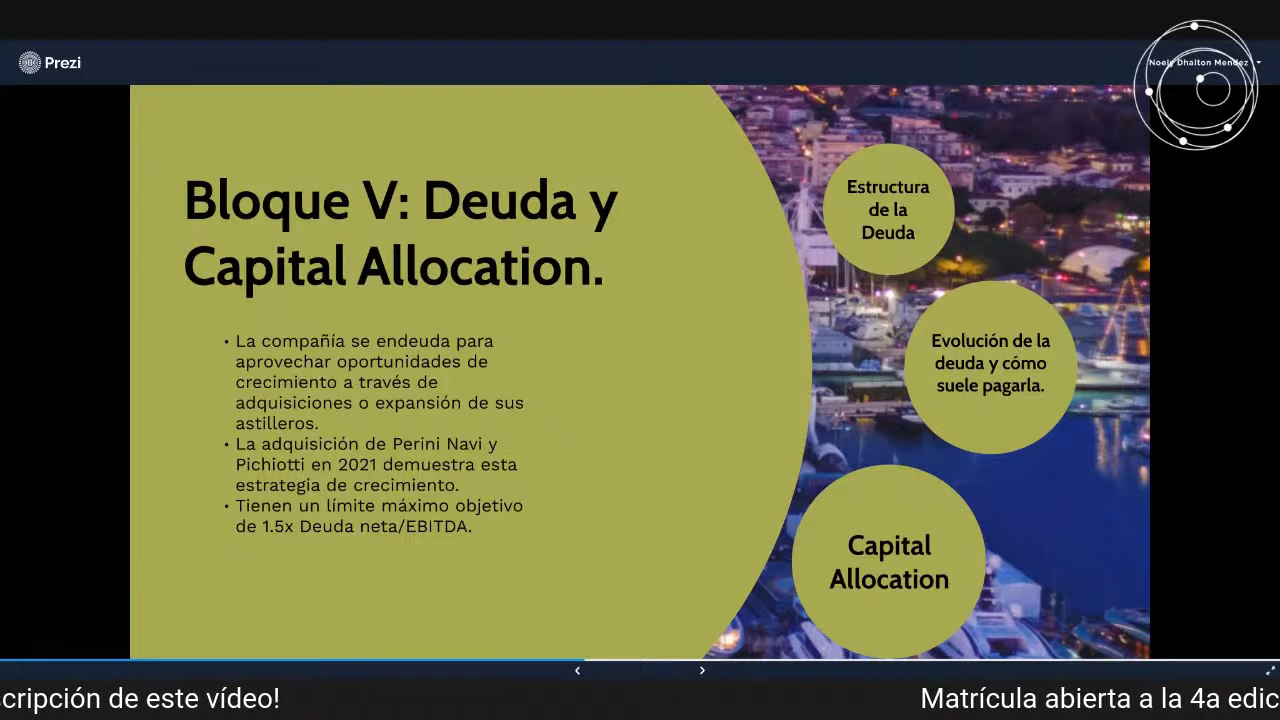 Prezi
Noely Dhalton Mendez
Bloque V: Deuda y
Capital Allocation.
• La compañía se endeuda para
aprovechar oportunidades de
crecimiento a través de
adquisiciones o expansión de sus
astilleros.
• La adquisición de Perini Navi y
Pichiotti en 2021 demuestra esta
estrategia de crecimiento.
• Tienen un límite máximo objetivo
de 1.5x Deuda neta/EBITDA.
Estructura
de la
Deuda
Evolución de la
deuda y cómo
suele pagarla.
Capital
Allocation
scripción de este vídeo!
Matrícula abierta a la 4a edic